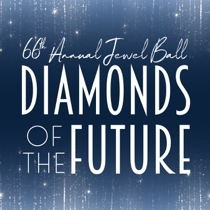 66th Annual Jewel Ball
DIAMONDS
OF
THE FUTURE